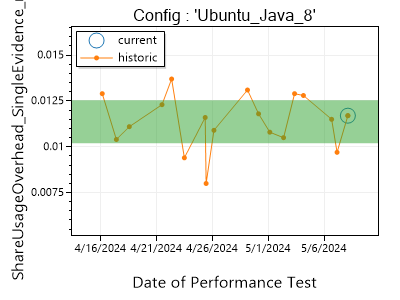 Config : 'Ubuntu_Java_8'
current
historic
ShareUsageOverhead_SingleEvidence_
0.015
0.0125
0.01
0.0075
4/16/2024 4/21/2024 4/26/2024 5/1/2024 5/6/2024
Date of Performance Test